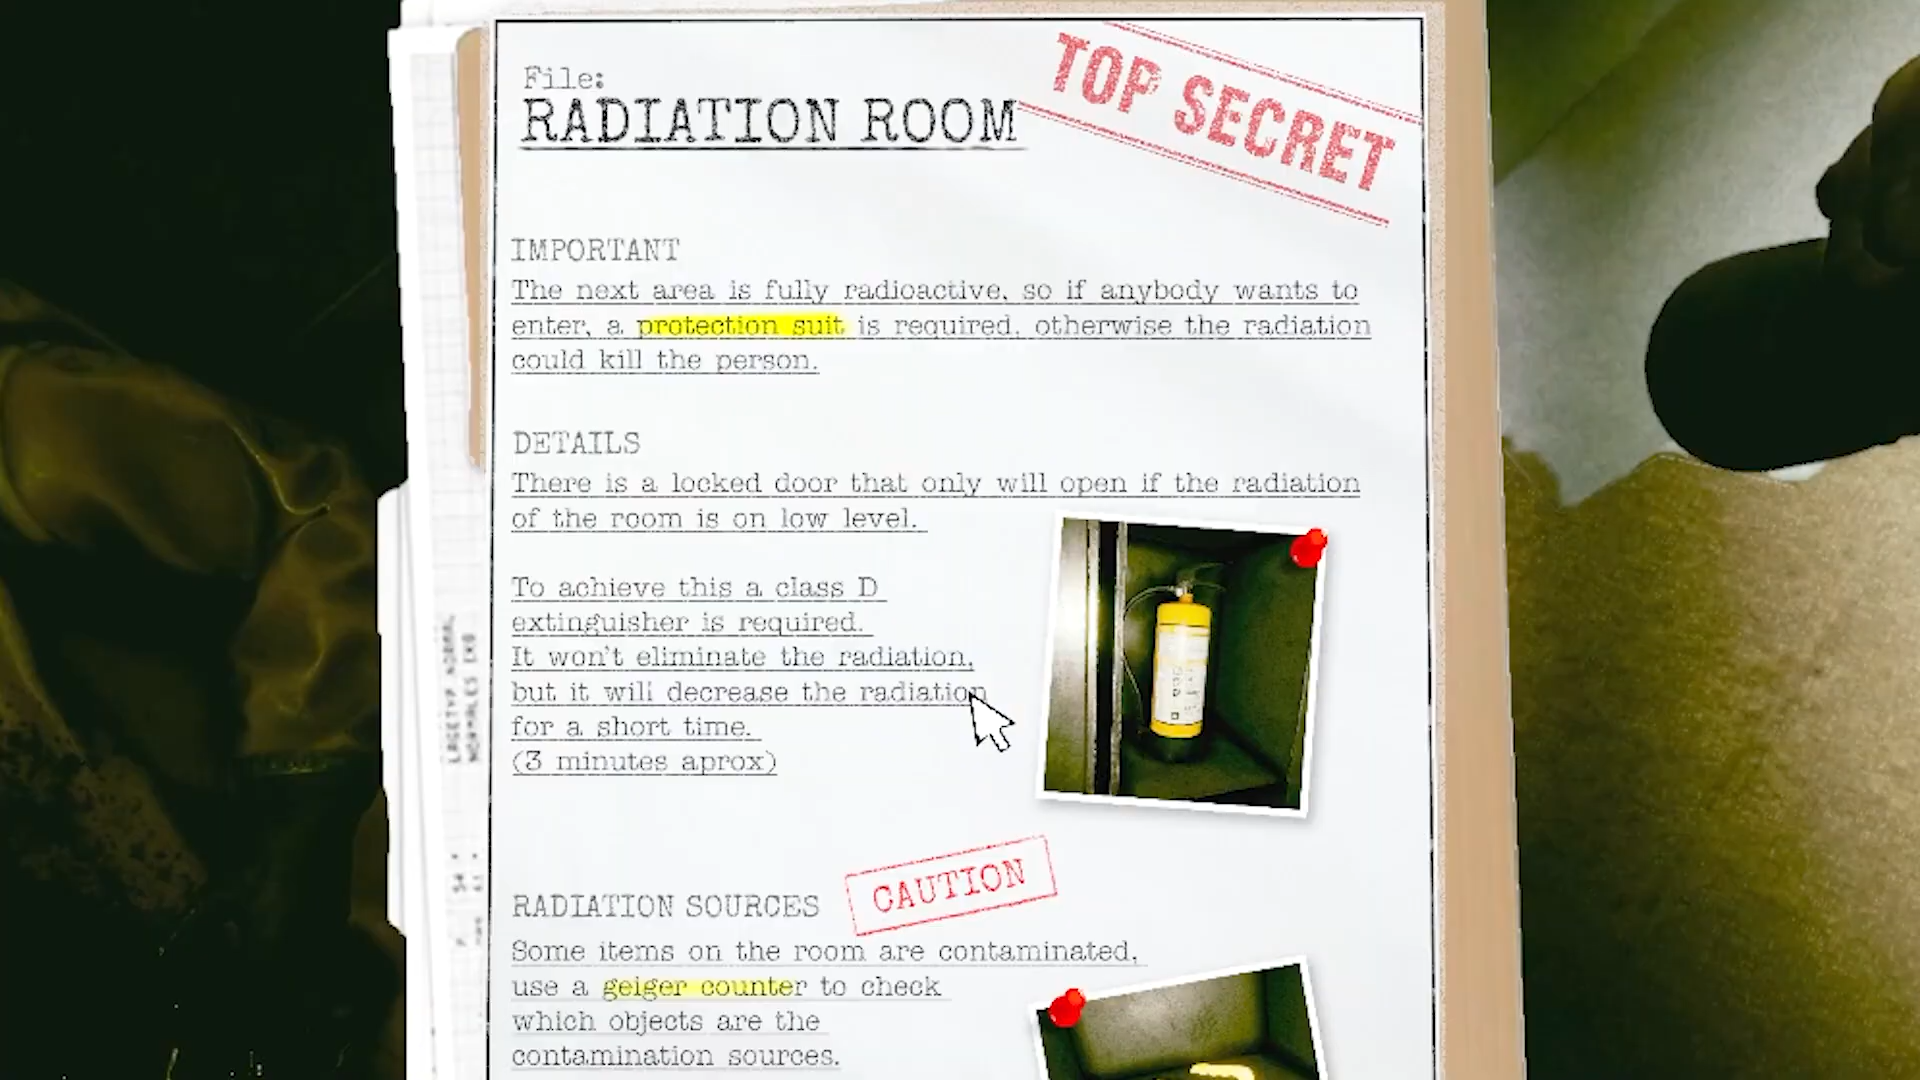 File:
RADIATION ROOM
TOP SECRET
IMPORTANT
The next area is fully radioactive, so if anybody wants to
enter, a protection suit is required, otherwise the radiation
could kill the person.
DETAILS
There is a locked door that only will open if the radiation
of the room is on low level.
To achieve this a class D
extinguisher is required.
It won't eliminate the radiation,
but it will decrease the radiation
for a short time.
(3 minutes aprox)
RADIATION SOURCES
CAUTION
Some items on the room are contaminated,
use a geiger counter to check
which objects are the
contamination sources.